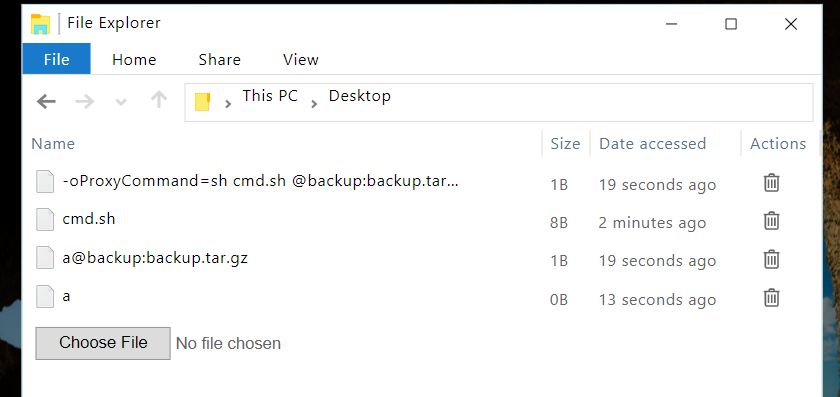 File Explorer
File Home Share View
This PC Desktop
Name Size Date accessed Actions
-oProxyCommand=sh cmd.sh @backup:backup.tar... 1B 19 seconds ago
cmd.sh 8B 2 minutes ago
a@backup:backup.tar.gz 1B 19 seconds ago
a 0B 13 seconds ago
Choose File No file chosen